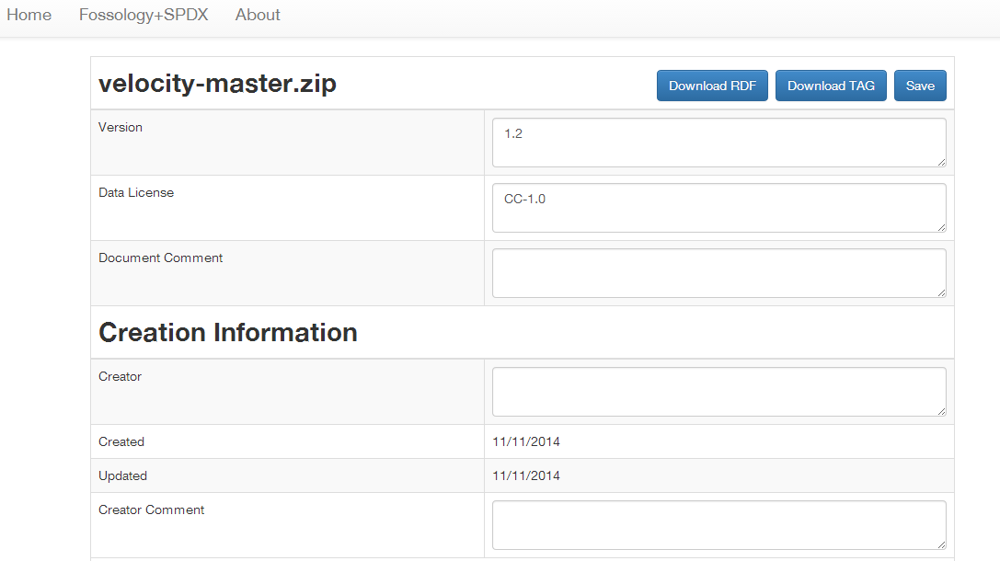 Home Fossology+SPDX About
velocity-master.zip Download RDF Download TAG Save
Version 1.2
Data License CC-1.0
Document Comment
Creation Information
Creator
Created 11/11/2014
Updated 11/11/2014
Creator Comment